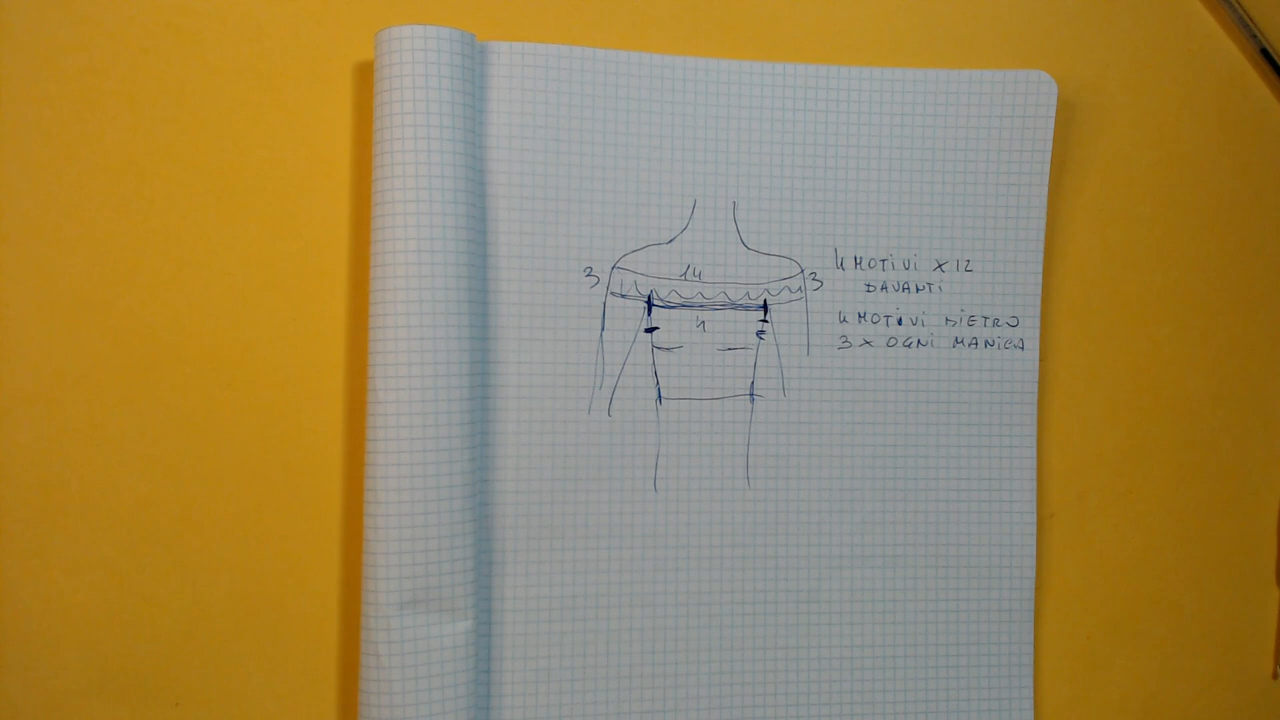 3 14 3
4
4 MOTIVI X 12
DAVANTI
4 MOTIVI DIETRO
3 X OGNI MANICA